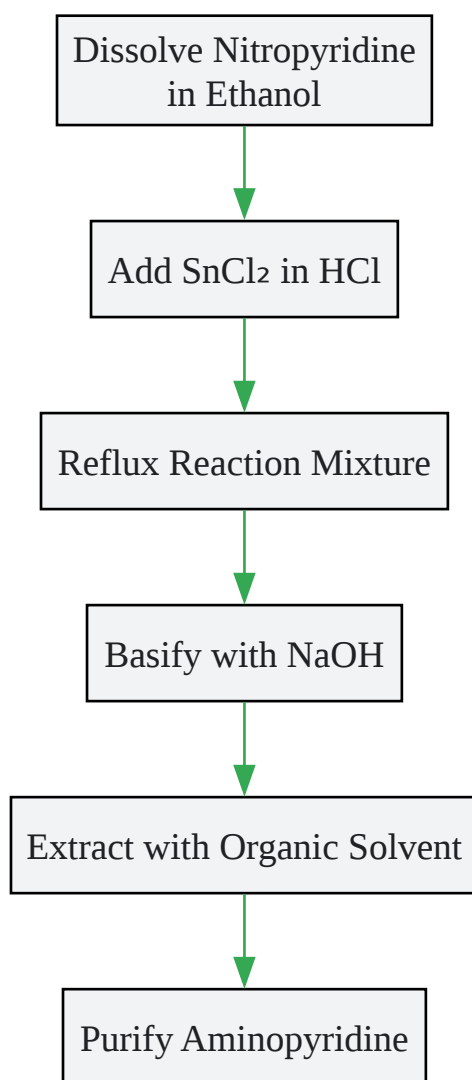 Dissolve Nitropyridine
in Ethanol
Add SnCl₂ in HCl
Reflux Reaction Mixture
Basify with NaOH
Extract with Organic Solvent
Purify Aminopyridine